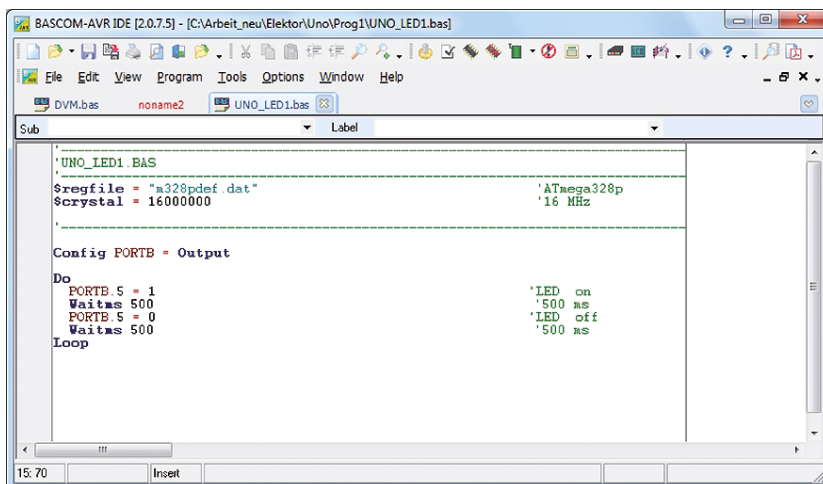 BASCOM-AVR IDE [2.0.7.5] - [C:\Arbeit_neu\Elektor\Uno\Prog1\UNO_LED1.bas]
File Edit View Program Tools Options Window Help
DVM.bas noname2 UNO_LED1.bas
Sub Label
'UNO_LED1.BAS
$regfile = "m328pdef.dat" 'ATmega328p
$crystal = 16000000 '16 MHz
Config PORTB = Output
Do
PORTB.5 = 1 'LED on
Waitms 500 '500 ms
PORTB.5 = 0 'LED off
Waitms 500 '500 ms
Loop
15: 70 Insert